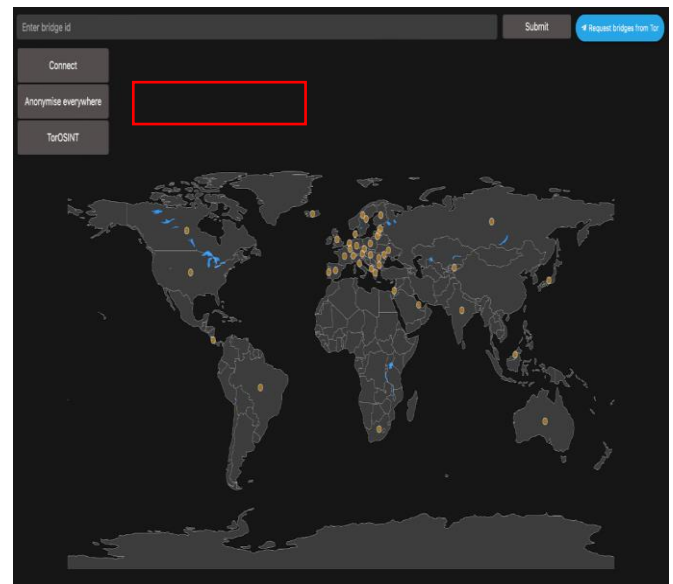 Enter bridge id
Submit
Request bridges from Tor
Connect
Anonymise everywhere
TorOSINT